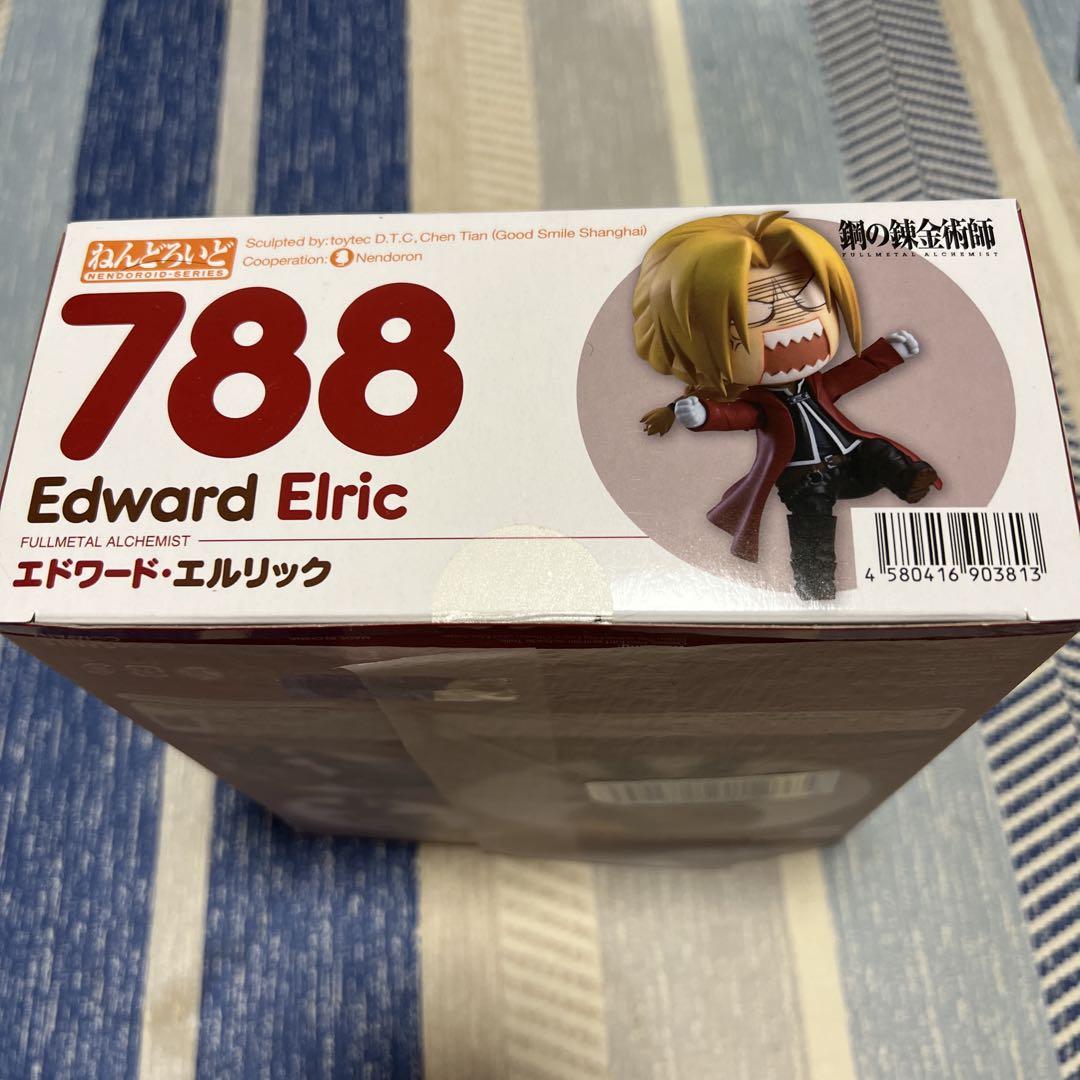 ねんどろいど
NENDOROID-SERIES
Sculpted by: toytec D.T.C, Chen Tian (Good Smile Shanghai)
Cooperation: Nendoron
788
Edward Elric
FULLMETAL ALCHEMIST
エドワード・エルリック
鋼の錬金術師
FULLMETAL ALCHEMIST
4 580416 903813